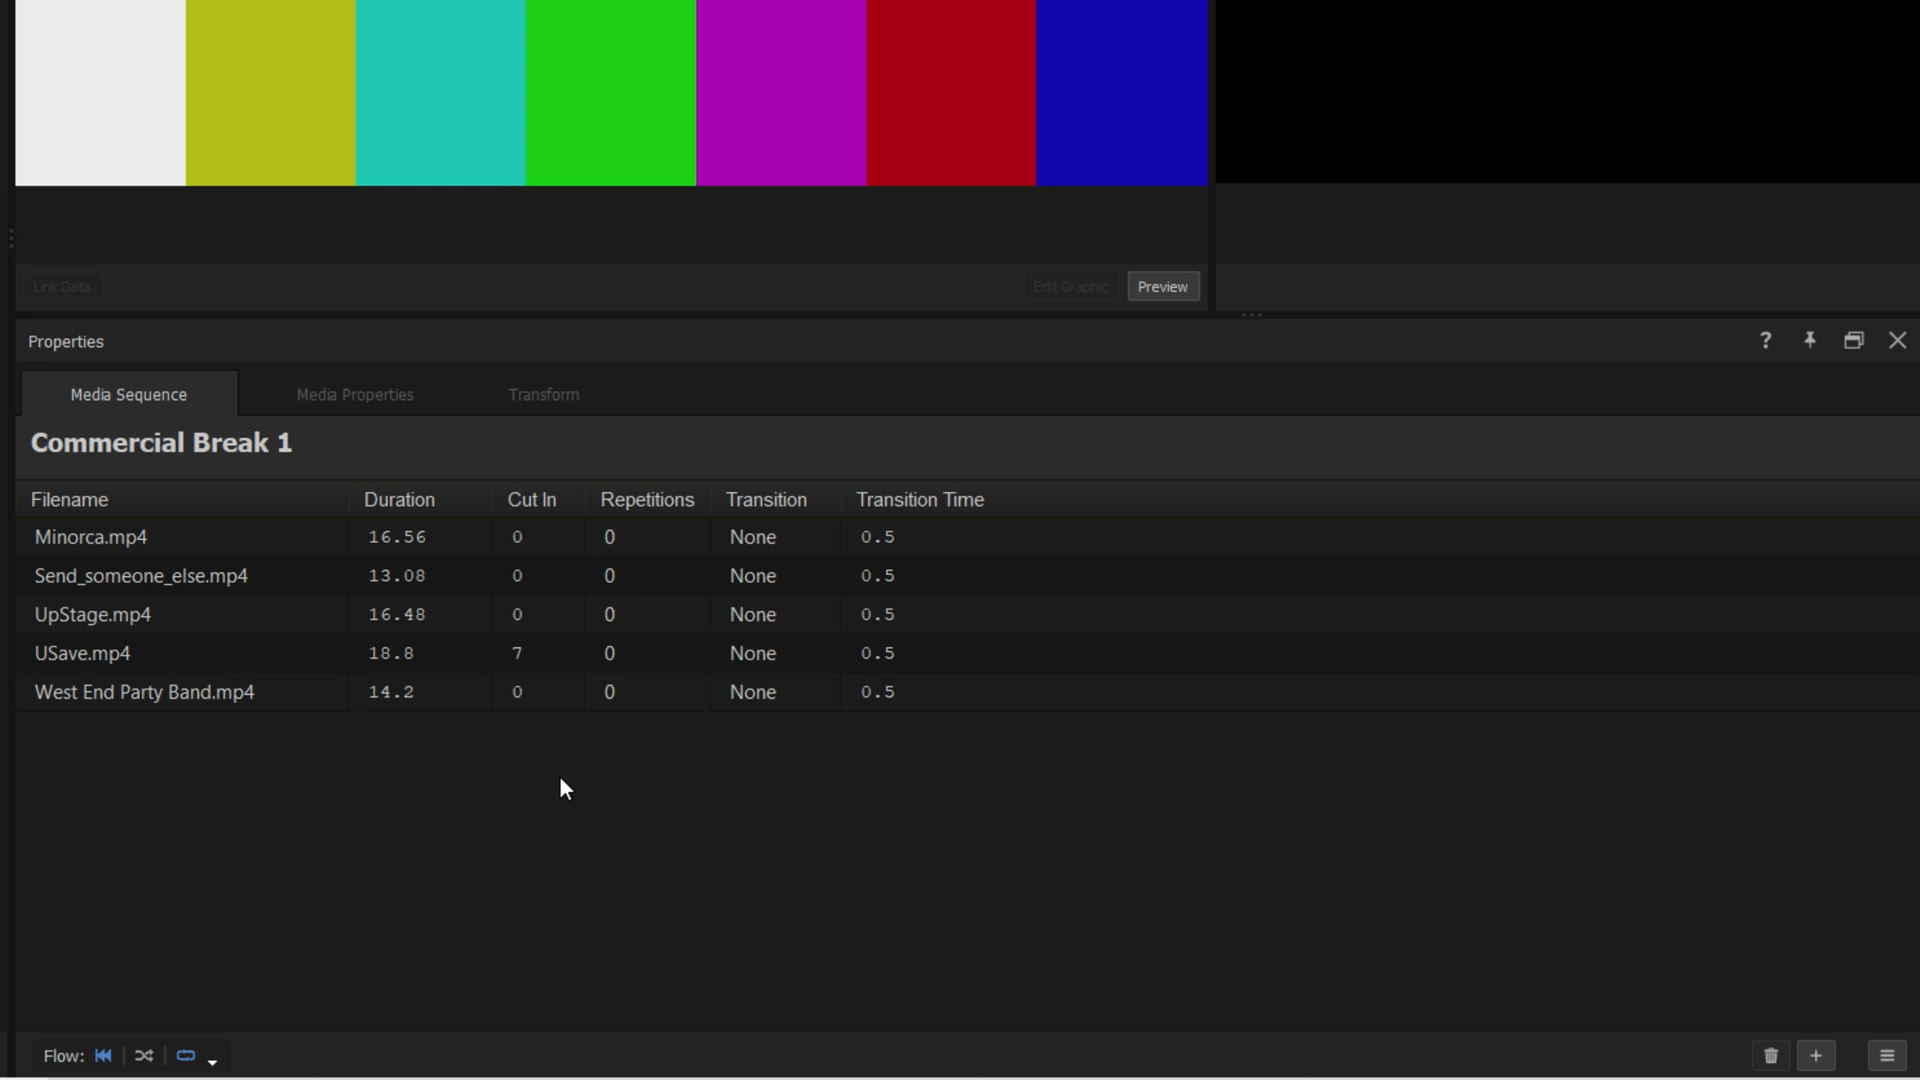 Link Data Edit Graphic Preview
Properties ?
Media Sequence Media Properties Transform
Commercial Break 1
Filename Duration Cut In Repetitions Transition Transition Time
Minorca.mp4 16.56 0 0 None 0.5
Send_someone_else.mp4 13.08 0 0 None 0.5
UpStage.mp4 16.48 0 0 None 0.5
USave.mp4 18.8 7 0 None 0.5
West End Party Band.mp4 14.2 0 0 None 0.5
Flow: